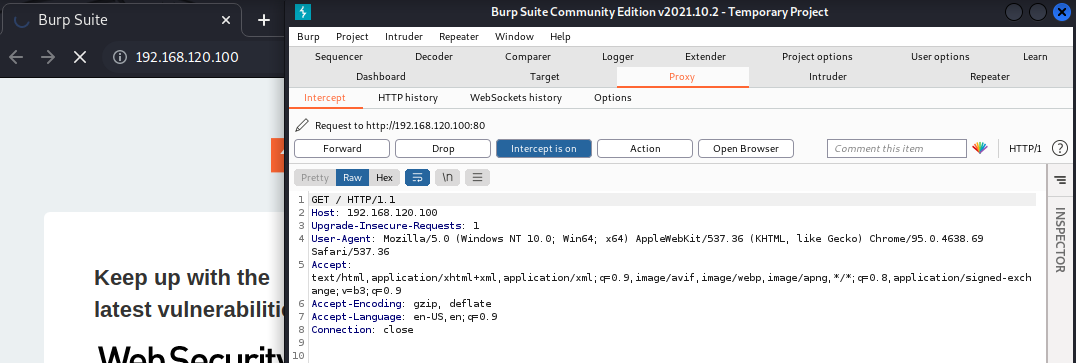 Burp Suite
192.168.120.100
Keep up with the
latest vulnerabiliti
WebSecurity
Burp Suite Community Edition v2021.10.2 - Temporary Project
Burp Project Intruder Repeater Window Help
Sequencer Decoder Comparer Logger Extender Project options User options Learn
Dashboard Target Proxy Intruder Repeater
Intercept HTTP history WebSockets history Options
Request to http://192.168.120.100:80
Forward Drop Intercept is on Action Open Browser Comment this item HTTP/1 ?
Pretty Raw Hex \n
1 GET / HTTP/1.1
2 Host: 192.168.120.100
3 Upgrade-Insecure-Requests: 1
4 User-Agent: Mozilla/5.0 (Windows NT 10.0; Win64; x64) AppleWebKit/537.36 (KHTML, like Gecko) Chrome/95.0.4638.69
Safari/537.36
5 Accept:
text/html,application/xhtml+xml,application/xml;q=0.9,image/avif,image/webp,image/apng,*/*;q=0.8,application/signed-exch
ange;v=b3;q=0.9
6 Accept-Encoding: gzip, deflate
7 Accept-Language: en-US,en;q=0.9
8 Connection: close
9
10
INSPECTOR